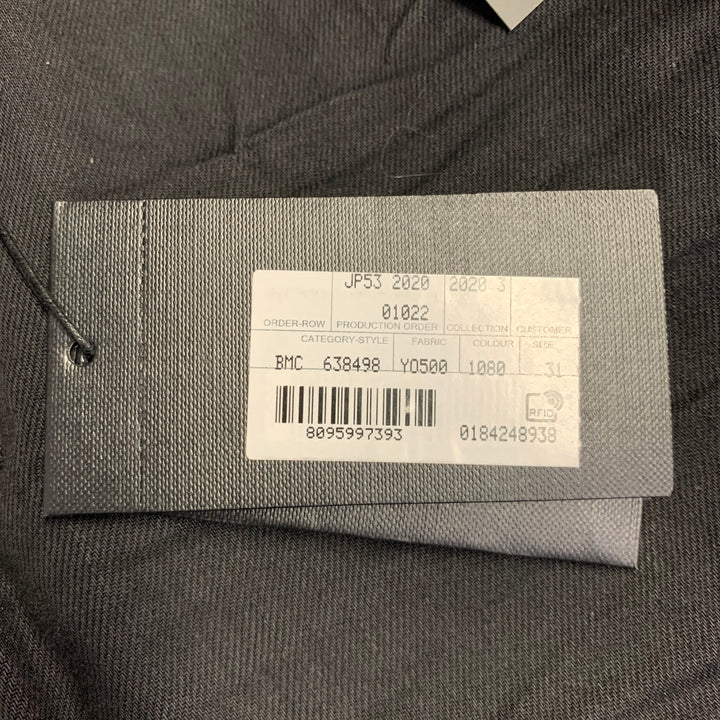 JP53 2020 2020 3
01022
ORDER-ROW PRODUCTION ORDER COLLECTION CUSTOMER
CATEGORY-STYLE FABRIC COLOUR SIZE
BMC 638498 YO500 1080 31
RFID
8095997393 0184248938